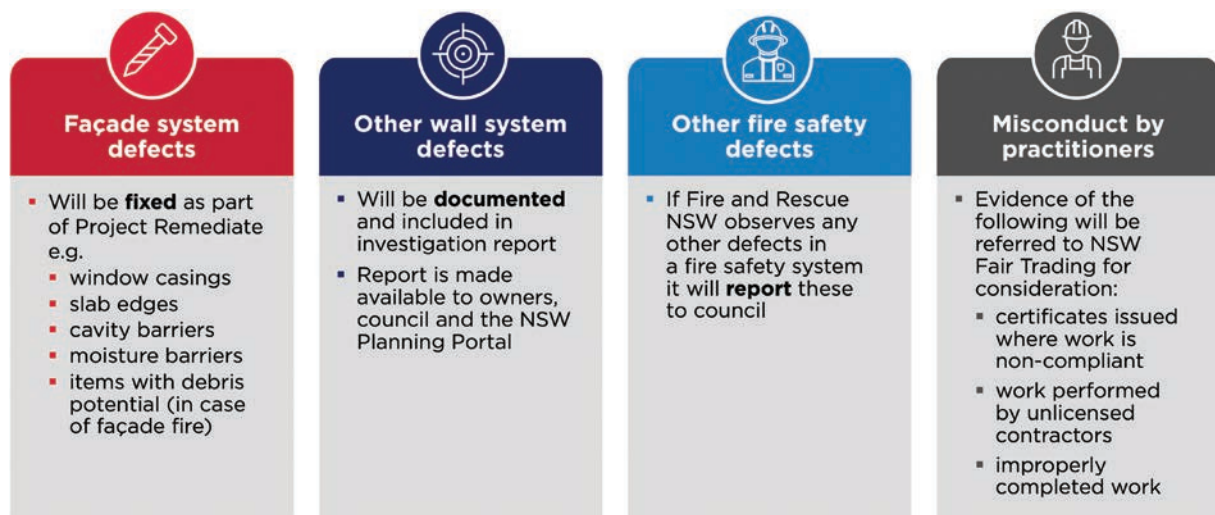 Façade system
defects
Will be fixed as part
of Project Remediate
e.g.
window casings
slab edges
cavity barriers
moisture barriers
items with debris
potential (in case
of façade fire)
Other wall system
defects
Will be documented
and included in
investigation report
Report is made
available to owners,
council and the NSW
Planning Portal
Other fire safety
defects
If Fire and Rescue
NSW observes any
other defects in
a fire safety system
it will report these
to council
Misconduct by
practitioners
Evidence of the
following will be
referred to NSW
Fair Trading for
consideration:
certificates issued
where work is
non-compliant
work performed
by unlicensed
contractors
improperly
completed work